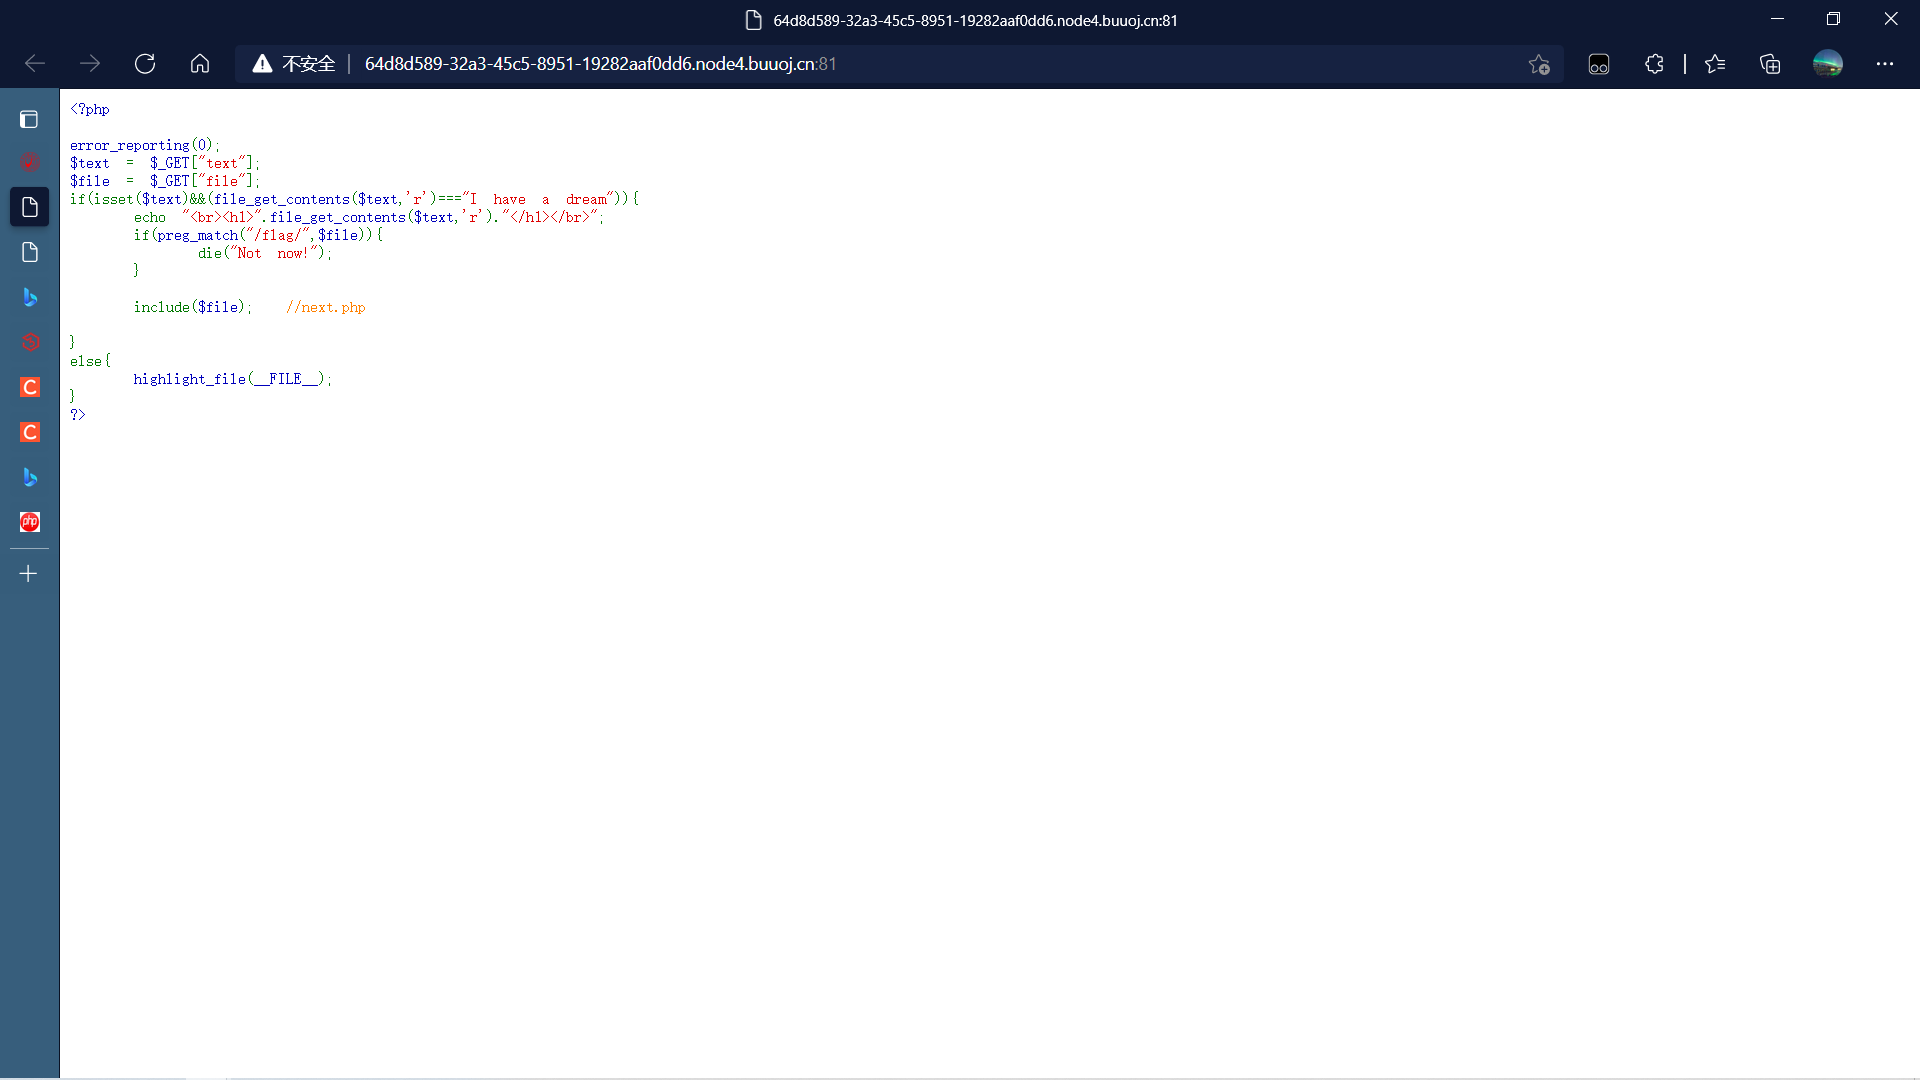 64d8d589-32a3-45c5-8951-19282aaf0dd6.node4.buuoj.cn:81
不安全 64d8d589-32a3-45c5-8951-19282aaf0dd6.node4.buuoj.cn:81
<?php
error_reporting(0);
$text = $_GET["text"];
$file = $_GET["file"];
if(isset($text)&&(file_get_contents($text,'r')==="I have a dream")){
echo "<br><h1>".file_get_contents($text,'r')."</h1></br>";
if(preg_match("/flag/",$file)){
die("Not now!");
}
include($file); //next.php
}
else{
highlight_file(__FILE__);
}
?>
C
C
php